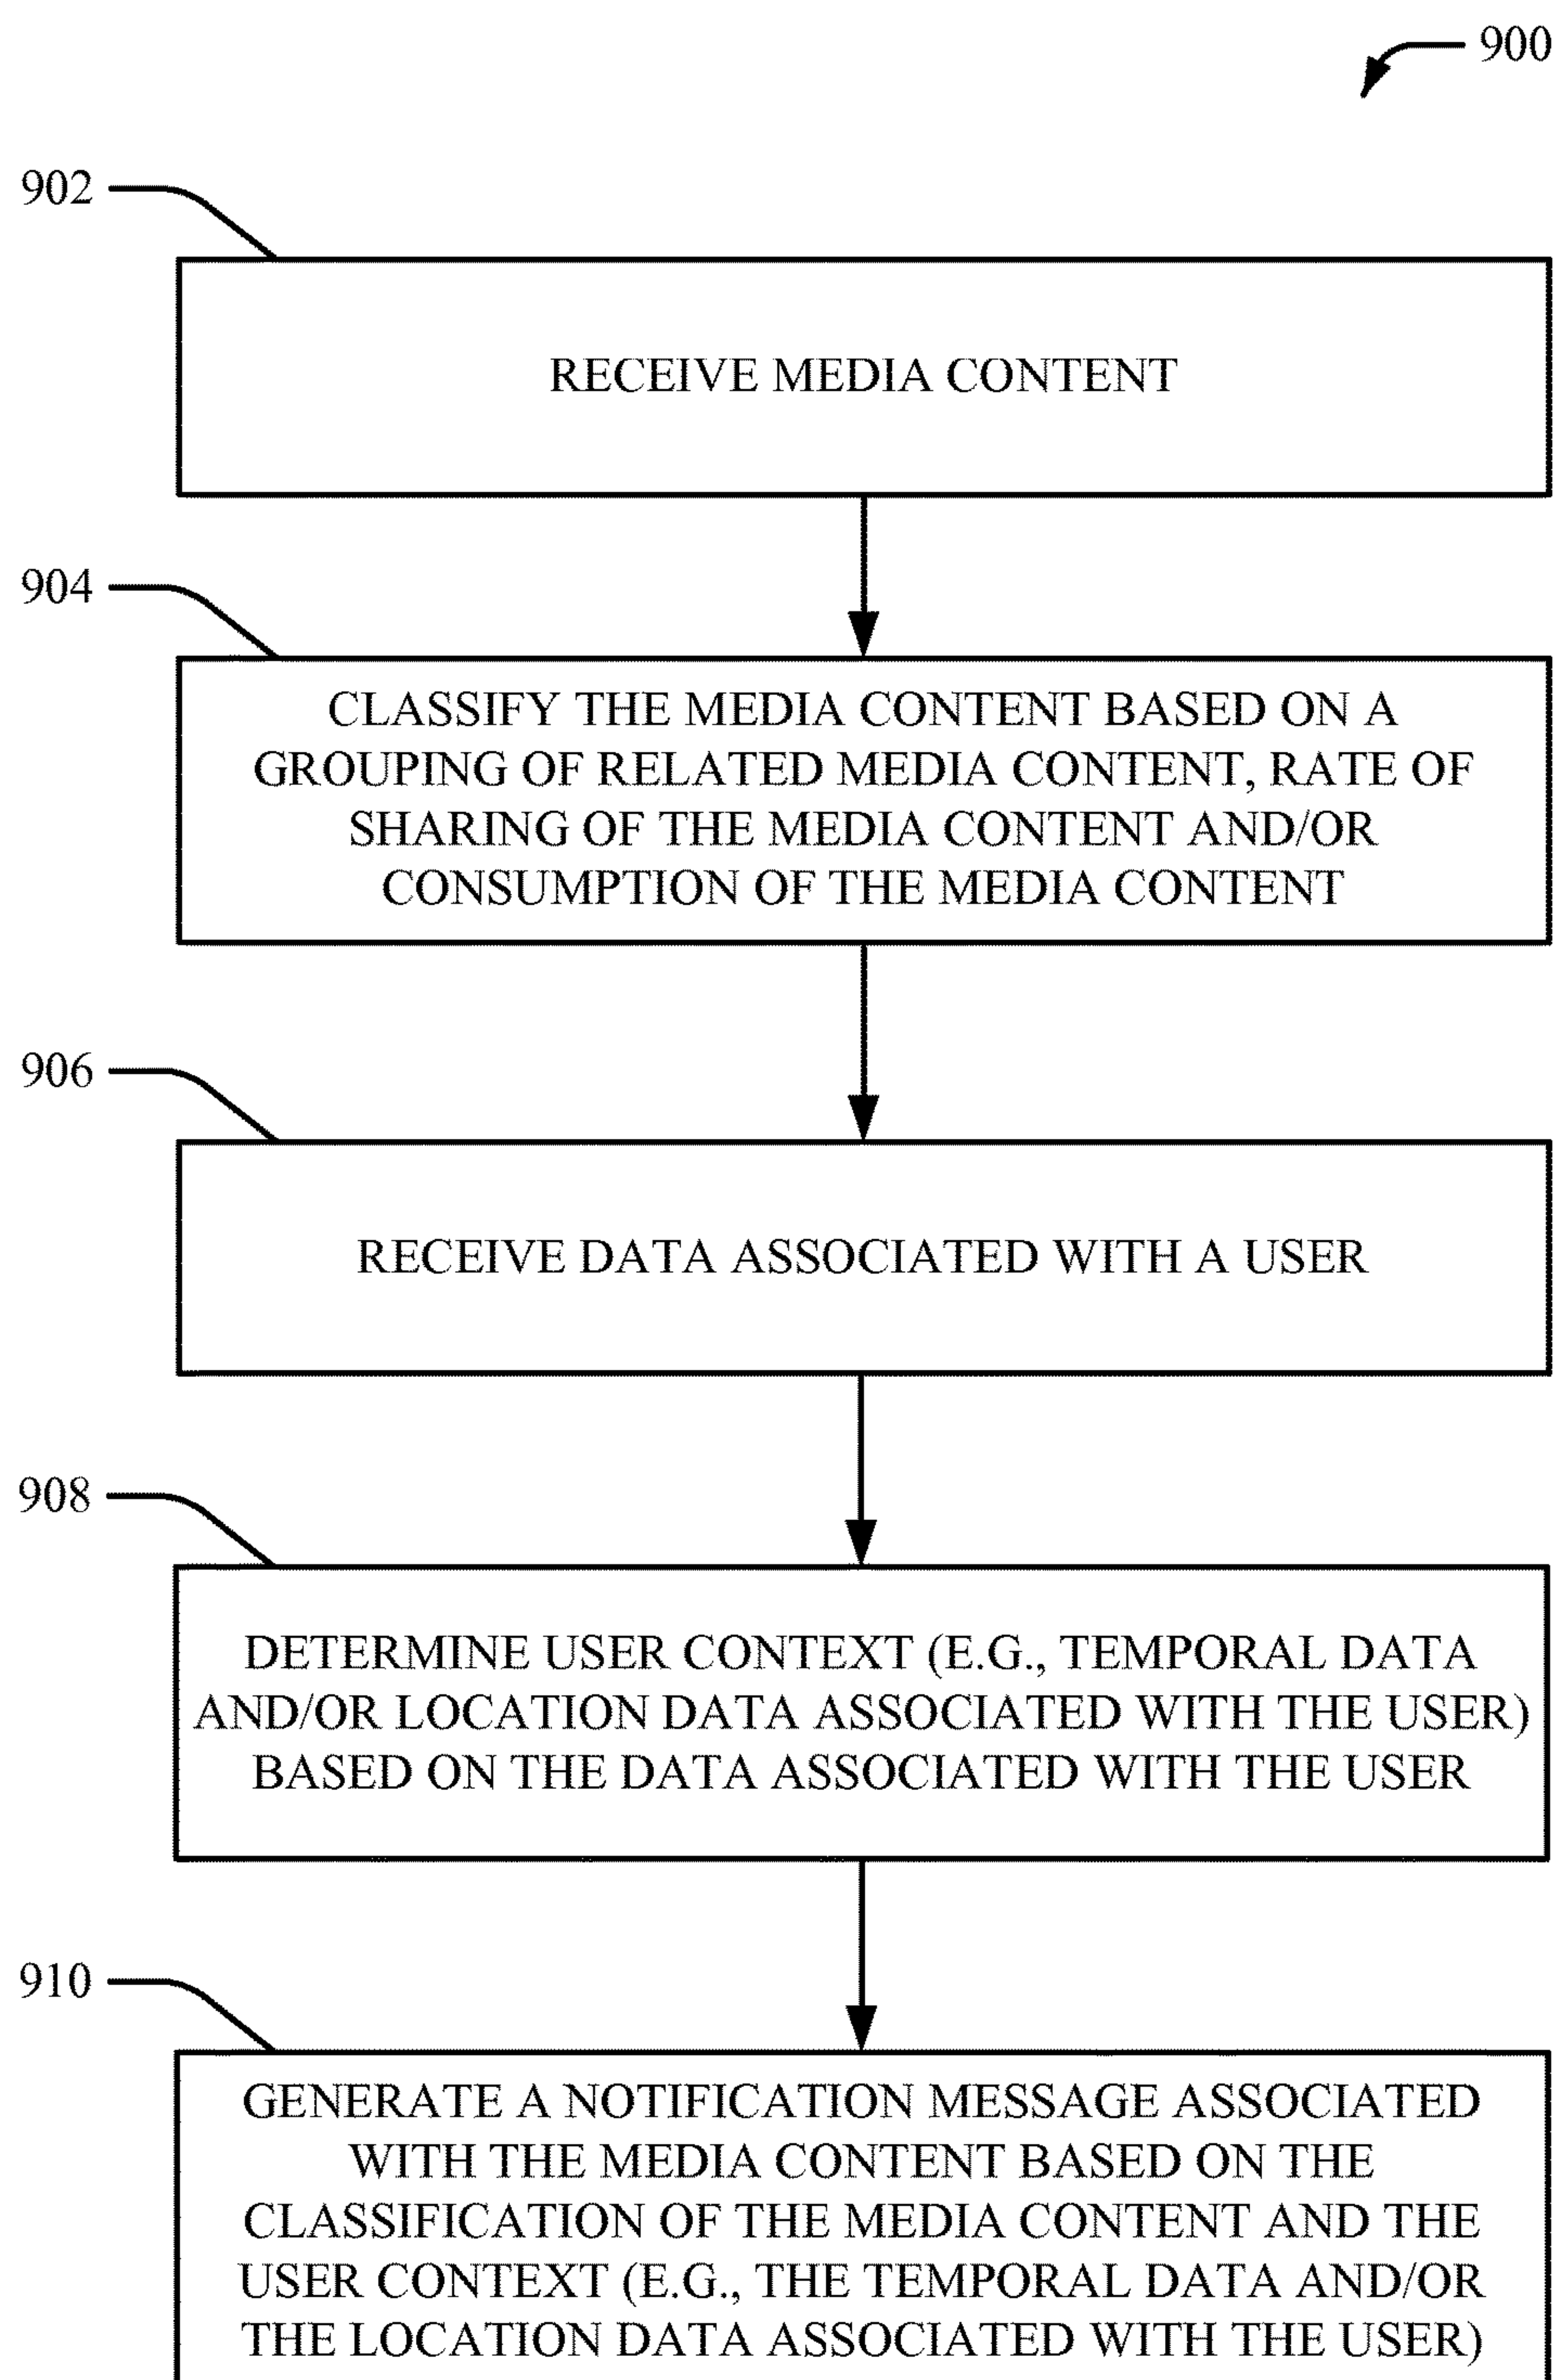 900
902
RECEIVE MEDIA CONTENT
904
CLASSIFY THE MEDIA CONTENT BASED ON A
GROUPING OF RELATED MEDIA CONTENT, RATE OF
SHARING OF THE MEDIA CONTENT AND/OR
CONSUMPTION OF THE MEDIA CONTENT
906
RECEIVE DATA ASSOCIATED WITH A USER
908
DETERMINE USER CONTEXT (E.G., TEMPORAL DATA
AND/OR LOCATION DATA ASSOCIATED WITH THE USER)
BASED ON THE DATA ASSOCIATED WITH THE USER
910
GENERATE A NOTIFICATION MESSAGE ASSOCIATED
WITH THE MEDIA CONTENT BASED ON THE
CLASSIFICATION OF THE MEDIA CONTENT AND THE
USER CONTEXT (E.G., THE TEMPORAL DATA AND/OR
THE LOCATION DATA ASSOCIATED WITH THE USER)